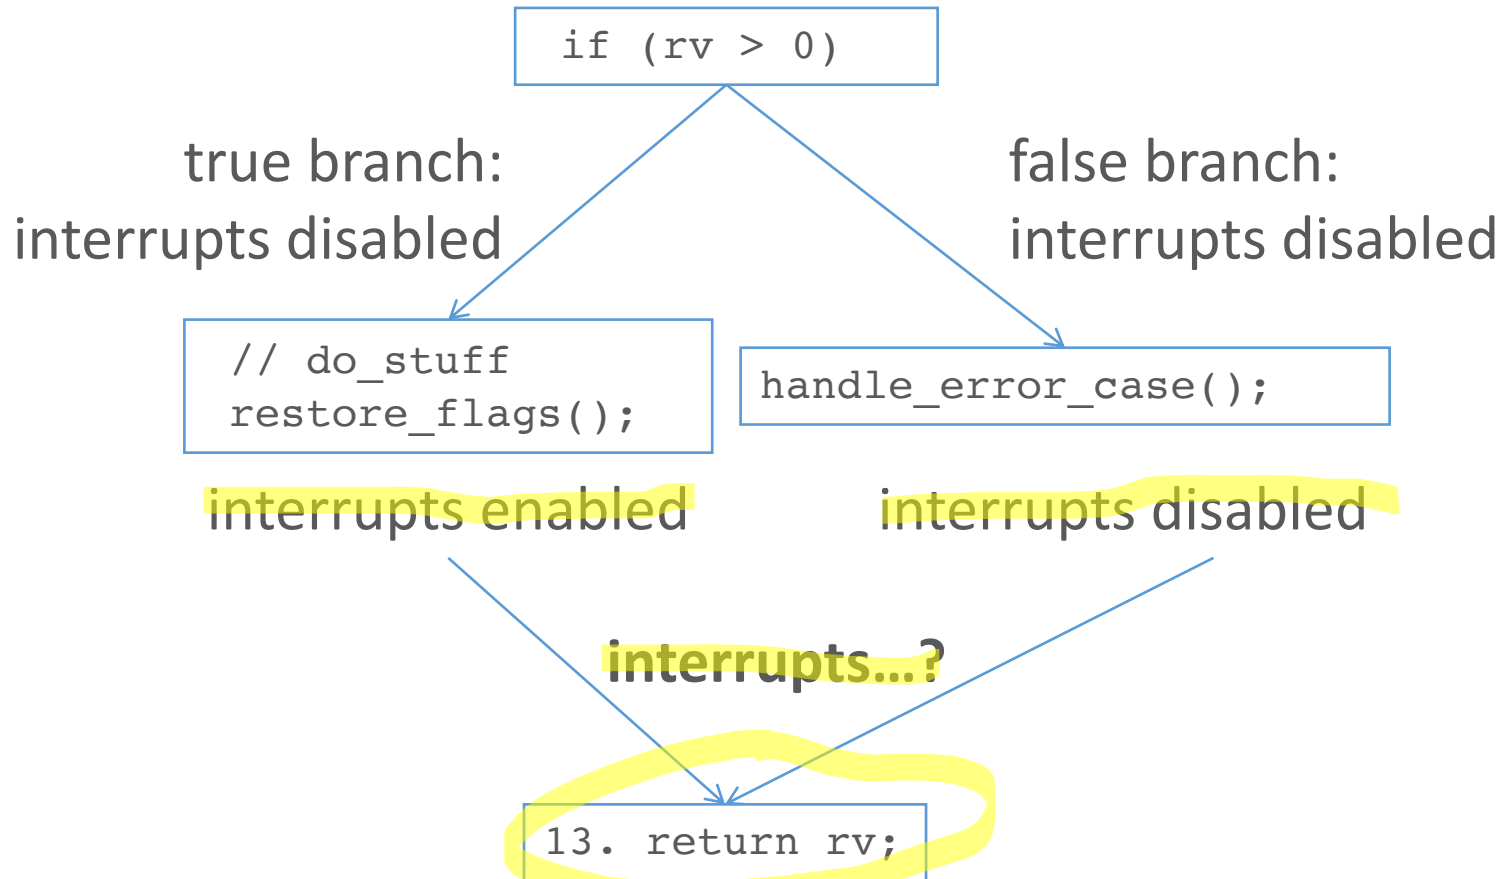 if (rv > 0)
true branch:
interrupts disabled
false branch:
interrupts disabled
// do_stuff
restore_flags();
handle_error_case();
interrupts enabled
interrupts disabled
interrupts...?
13. return rv;